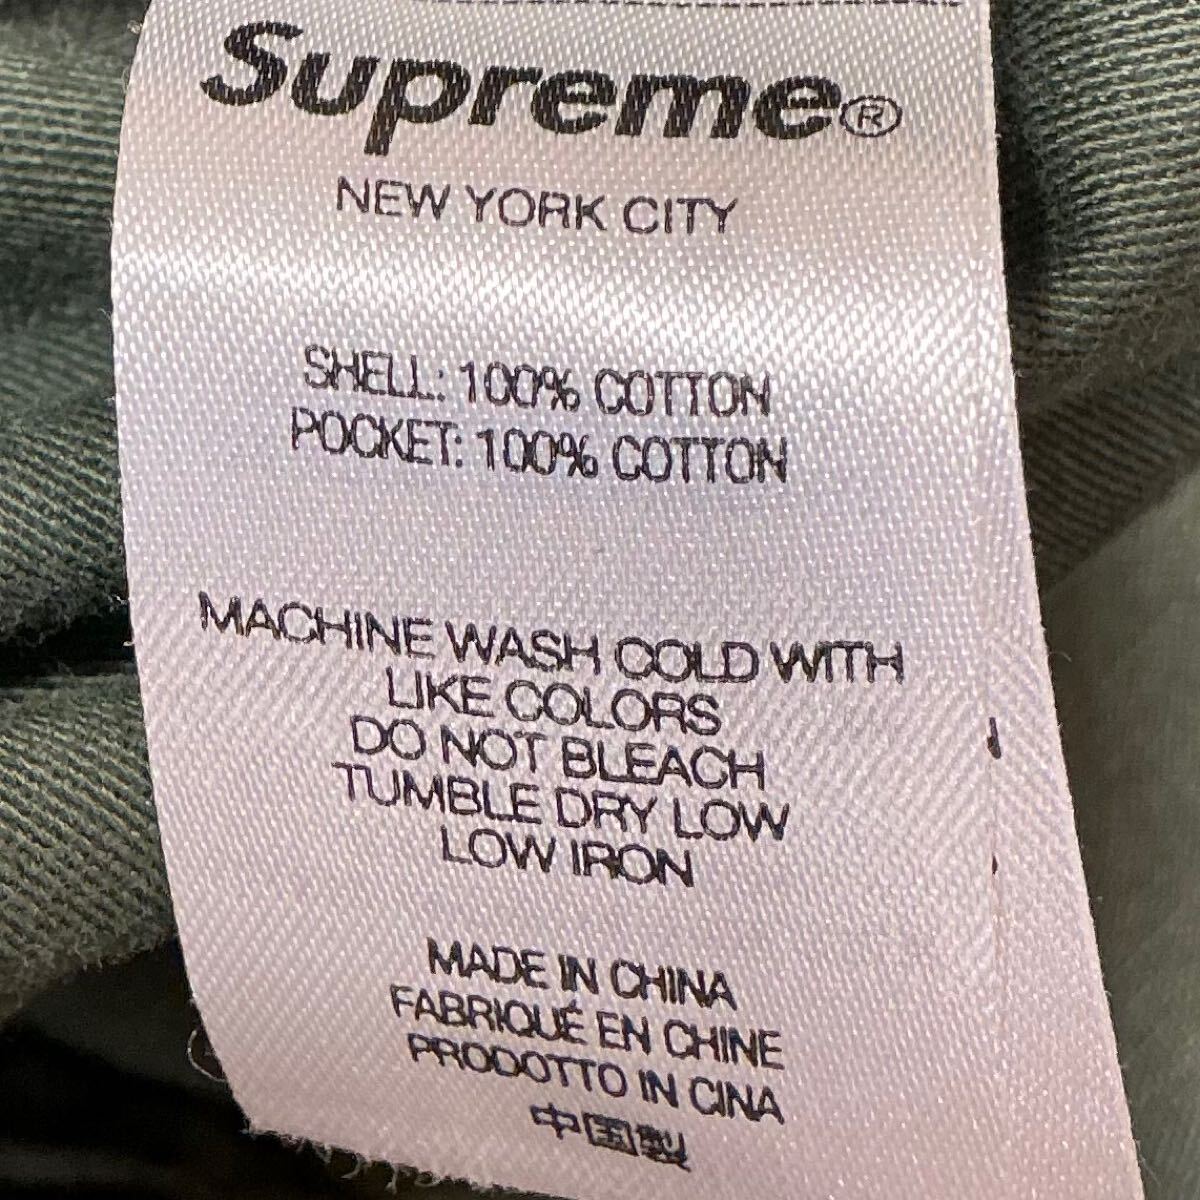 Supreme®
NEW YORK CITY
SHELL: 100% COTTON
POCKET: 100% COTTON
MACHINE WASH COLD WITH
LIKE COLORS
DO NOT BLEACH
TUMBLE DRY LOW
LOW IRON
MADE IN CHINA
FABRIQUÉ EN CHINE
PRODOTTO IN CINA
中国製